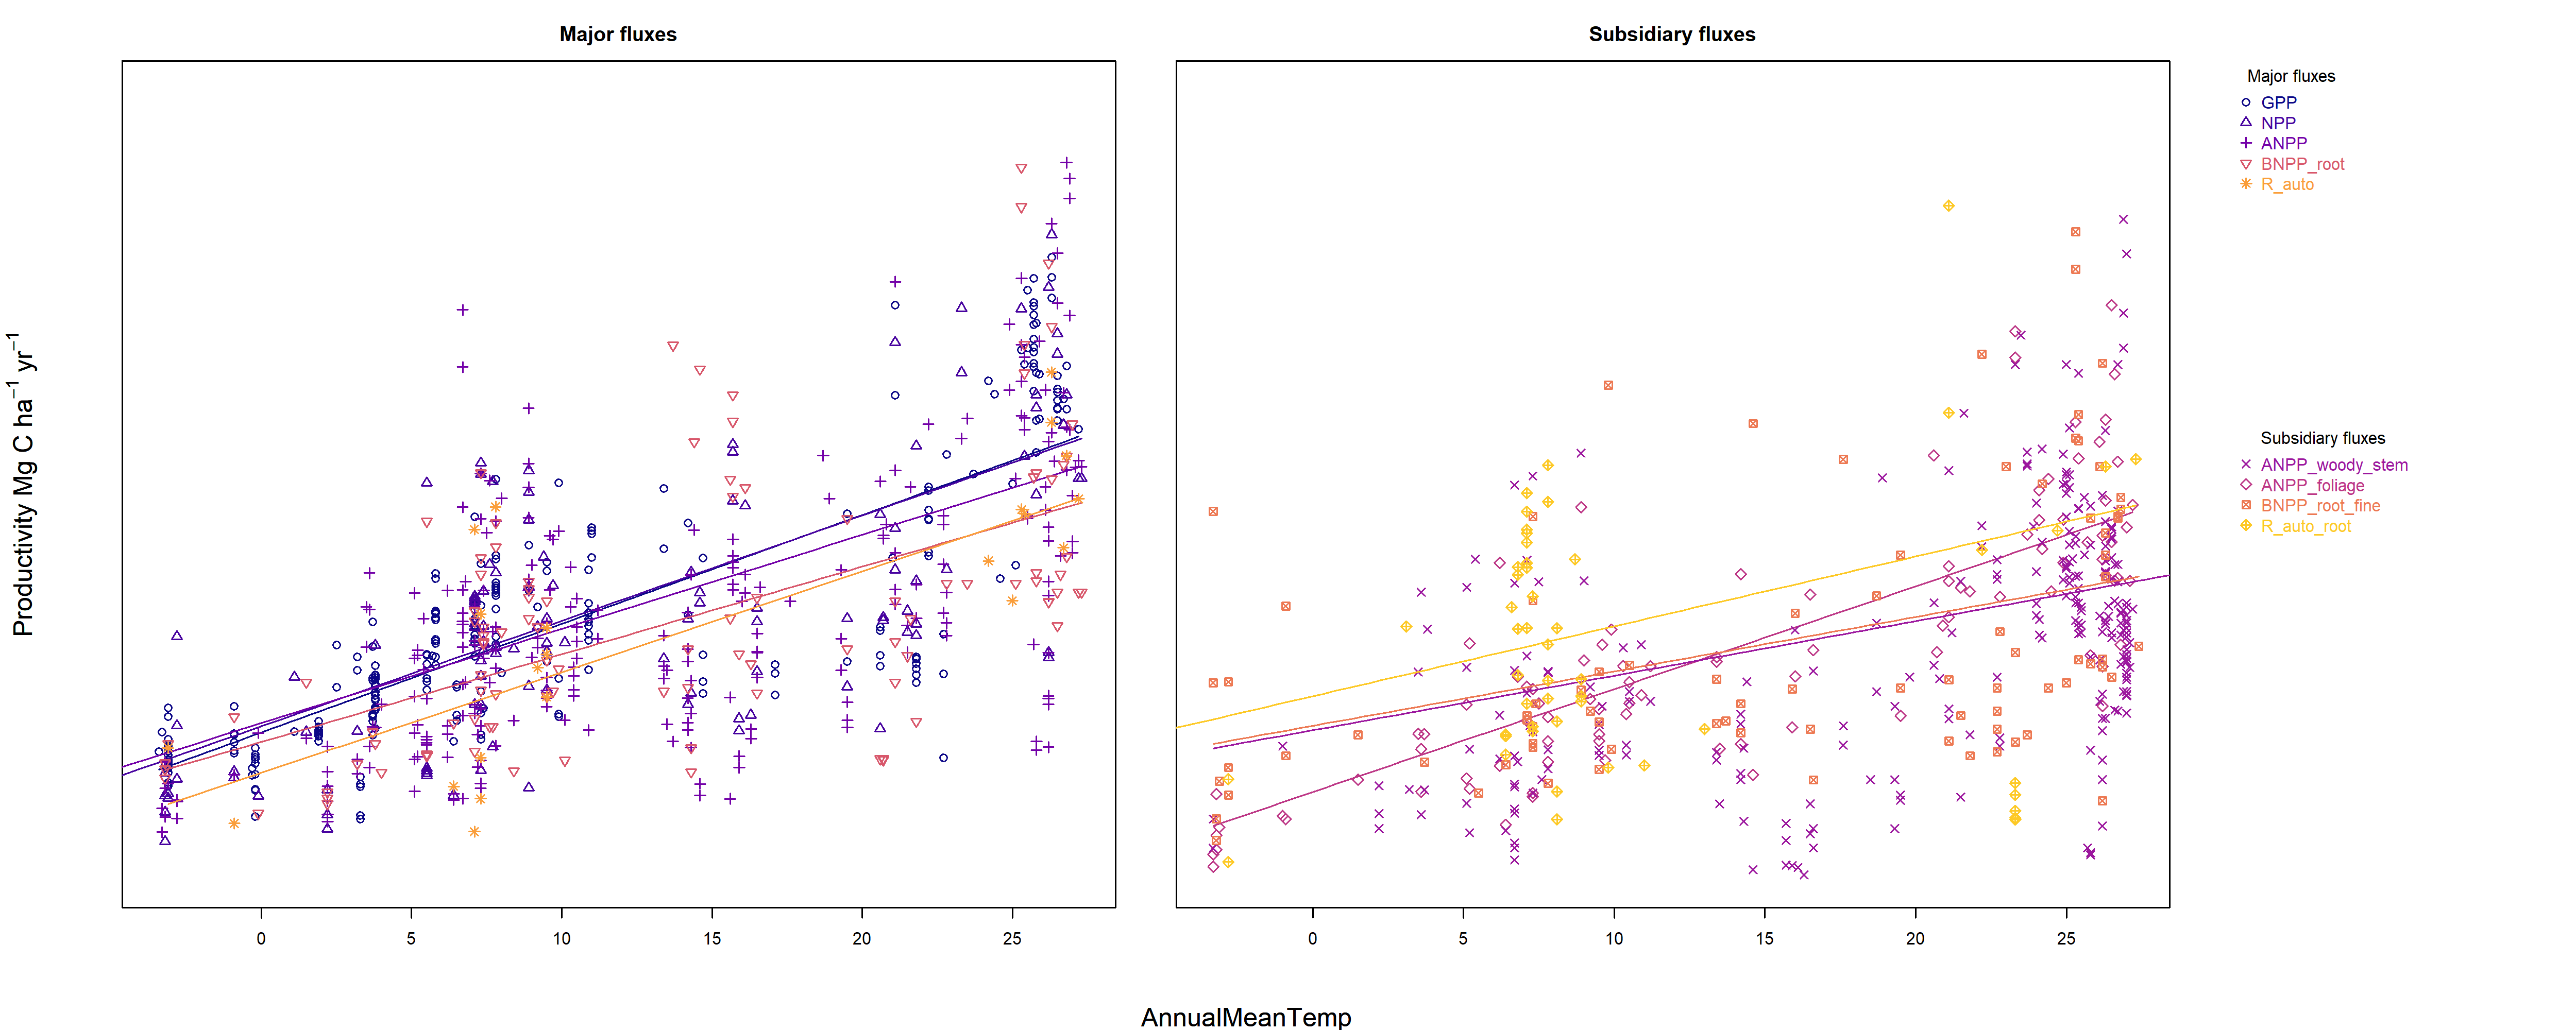 Major fluxes
Subsidiary fluxes
Productivity Mg C ha⁻¹ yr⁻¹
0 5 10 15 20 25
0 5 10 15 20 25
AnnualMeanTemp
Major fluxes
GPP
NPP
ANPP
BNPP_root
R_auto
Subsidiary fluxes
ANPP_woody_stem
ANPP_foliage
BNPP_root_fine
R_auto_root